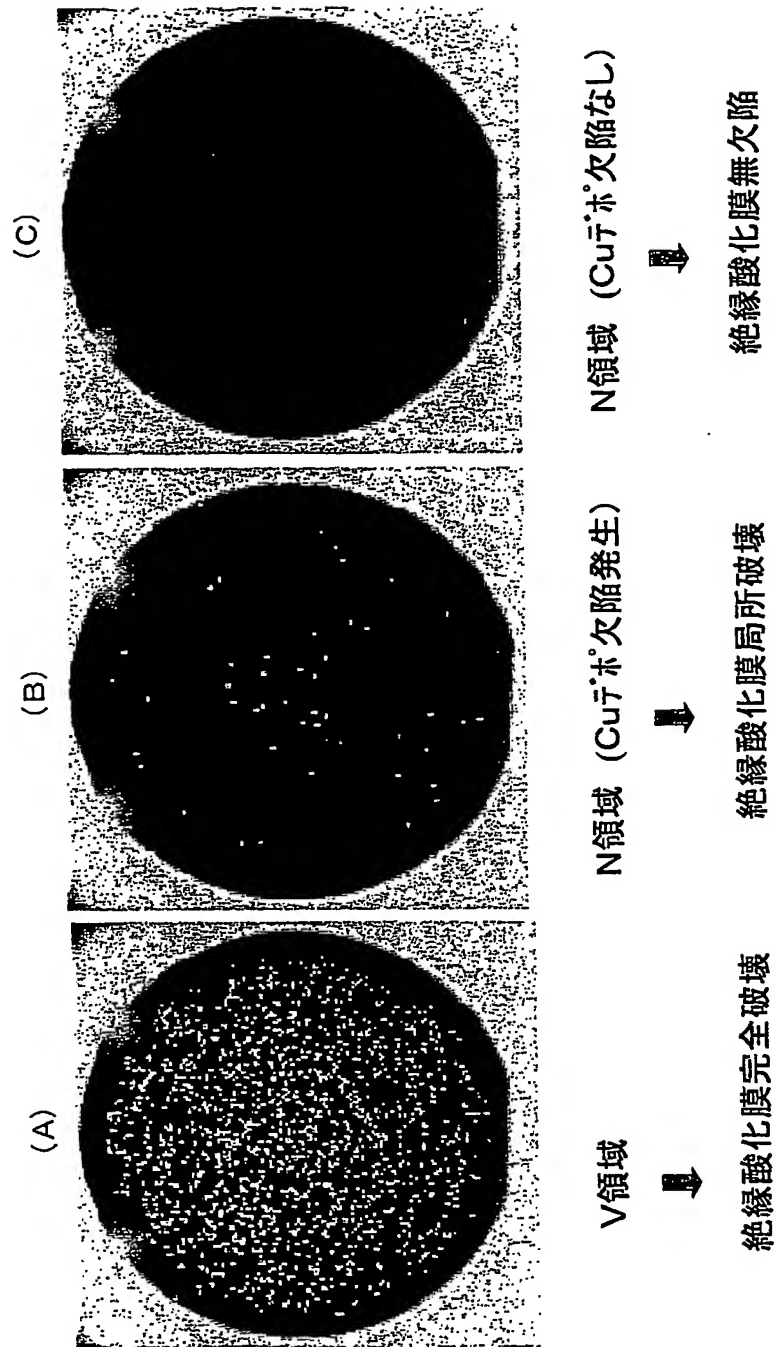 (A)
V領域
絶縁酸化膜完全破壊
(B)
N領域 (Cuデポ欠陥発生)
絶縁酸化膜局所破壊
(C)
N領域 (Cuデポ欠陥なし)
絶縁酸化膜無欠陥